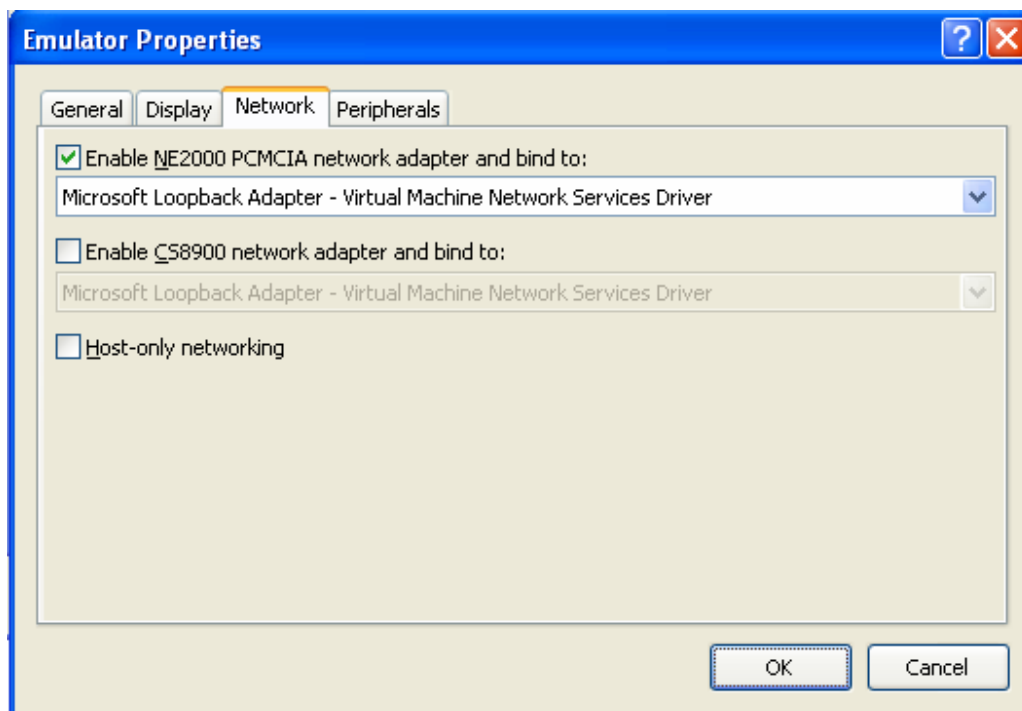 Emulator Properties
General Display Network Peripherals
Enable NE2000 PCMCIA network adapter and bind to:
Microsoft Loopback Adapter - Virtual Machine Network Services Driver
Enable CS8900 network adapter and bind to:
Microsoft Loopback Adapter - Virtual Machine Network Services Driver
Host-only networking
OK Cancel